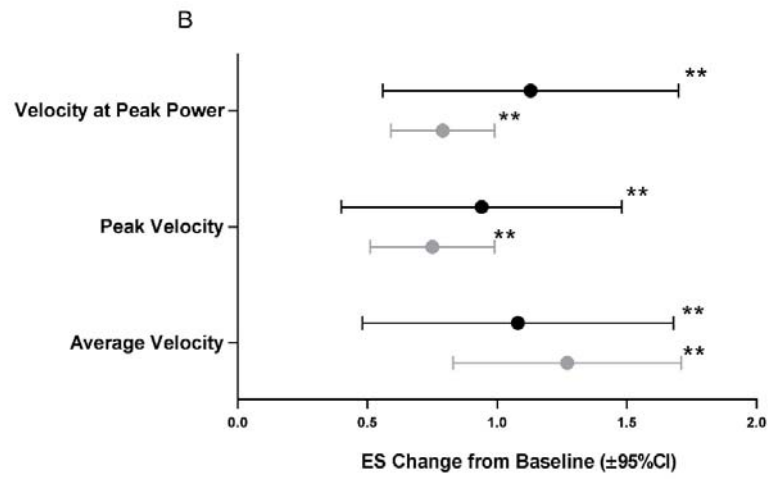 B
**
Velocity at Peak Power
**
**
Peak Velocity
**
**
Average Velocity
**
0.0 0.5 1.0 1.5 2.0
ES Change from Baseline (±95%CI)